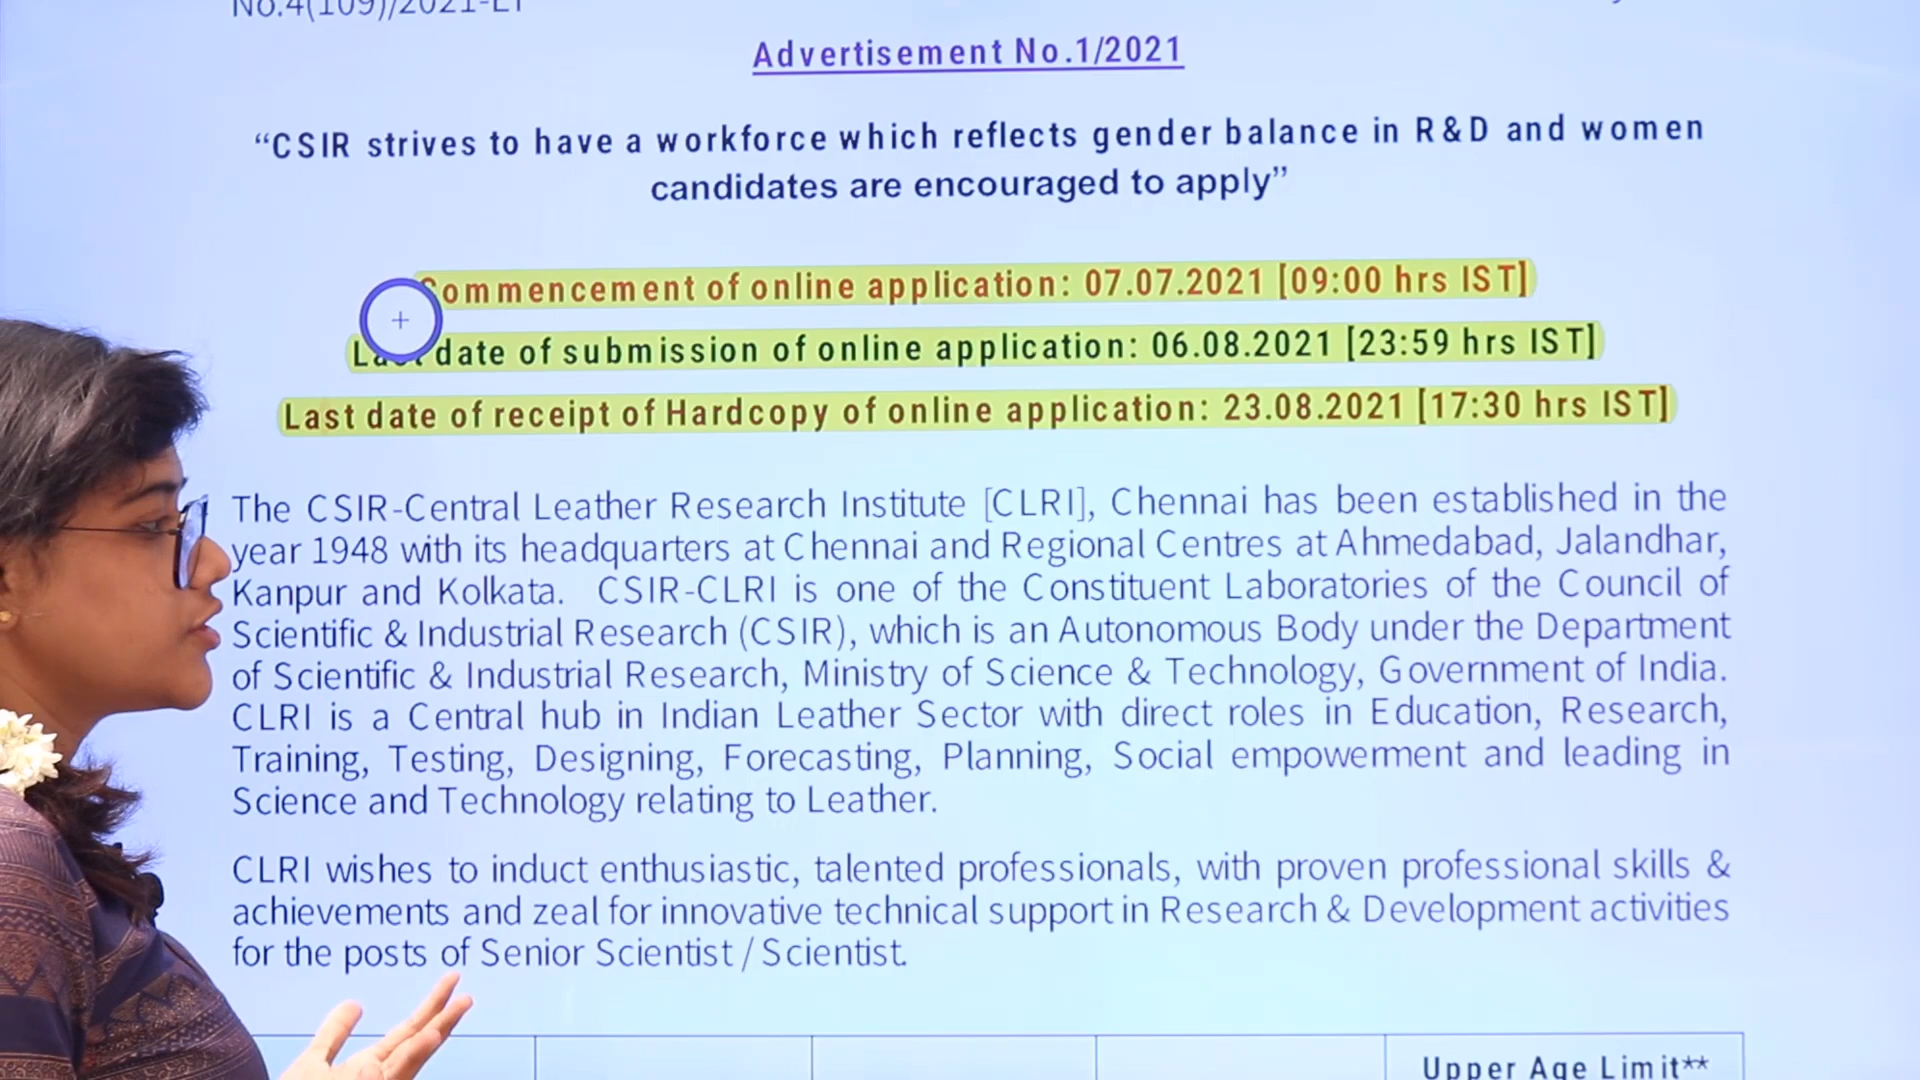 No.4(109)/2021-E1
Advertisement No.1/2021
“CSIR strives to have a workforce which reflects gender balance in R&D and women
candidates are encouraged to apply”
Commencement of online application: 07.07.2021 [09:00 hrs IST]
Last date of submission of online application: 06.08.2021 [23:59 hrs IST]
Last date of receipt of Hardcopy of online application: 23.08.2021 [17:30 hrs IST]
The CSIR-Central Leather Research Institute [CLRI], Chennai has been established in the
year 1948 with its headquarters at Chennai and Regional Centres at Ahmedabad, Jalandhar,
Kanpur and Kolkata. CSIR-CLRI is one of the Constituent Laboratories of the Council of
Scientific & Industrial Research (CSIR), which is an Autonomous Body under the Department
of Scientific & Industrial Research, Ministry of Science & Technology, Government of India.
CLRI is a Central hub in Indian Leather Sector with direct roles in Education, Research,
Training, Testing, Designing, Forecasting, Planning, Social empowerment and leading in
Science and Technology relating to Leather.
CLRI wishes to induct enthusiastic, talented professionals, with proven professional skills &
achievements and zeal for innovative technical support in Research & Development activities
for the posts of Senior Scientist / Scientist.
Upper Age Limit**